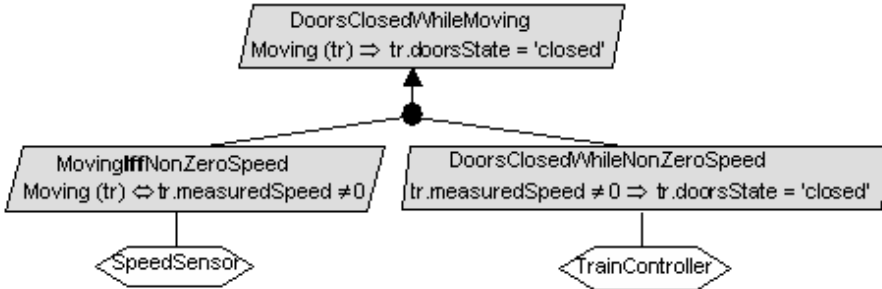 DoorsClosedWhileMoving
Moving (tr) ⇒ tr.doorsState = 'closed'
MovingIffNonZeroSpeed
Moving (tr) ⇔ tr.measuredSpeed ≠0
DoorsClosedWhileNonZeroSpeed
tr.measuredSpeed ≠ 0 ⇒ tr.doorsState = 'closed'
SpeedSensor
TrainController